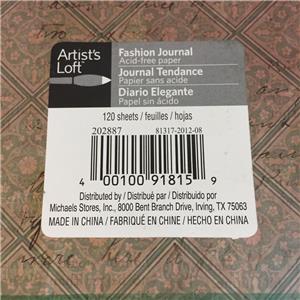 Artist's
Loft
Fashion Journal
Acid-free paper
Journal Tendance
Papier sans acide
Diario Elegante
Papel sin ácido
120 sheets / feuilles / hojas
202887
81317-2012-08
4 00100 91815 9
Distributed by / Distribué par / Distribuido por
Michaels Stores, Inc., 8000 Bent Branch Drive, Irving, TX 75063
MADE IN CHINA / FABRIQUÉ EN CHINE / HECHO EN CHINA